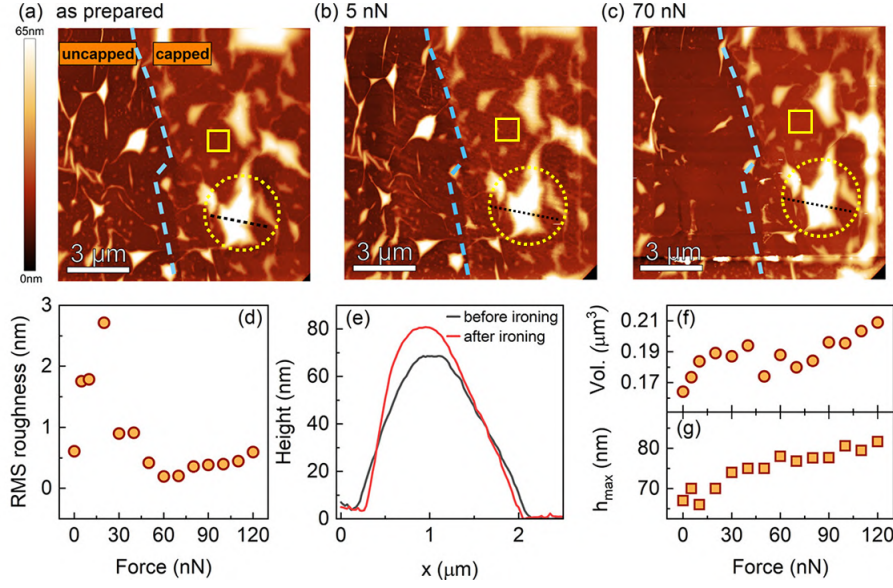 (a) as prepared
(b) 5 nN
(c) 70 nN
65nm
0nm
uncapped
capped
3 μm
3 μm
3 μm
(d)
RMS roughness (nm)
3
2
1
0
0 30 60 90 120
Force (nN)
(e)
before ironing
after ironing
Height (nm)
80
60
40
20
0
0 1 2
x (μm)
(f)
Vol. (μm³)
0.21
0.19
0.17
(g)
hmax (nm)
80
70
0 30 60 90 120
Force (nN)